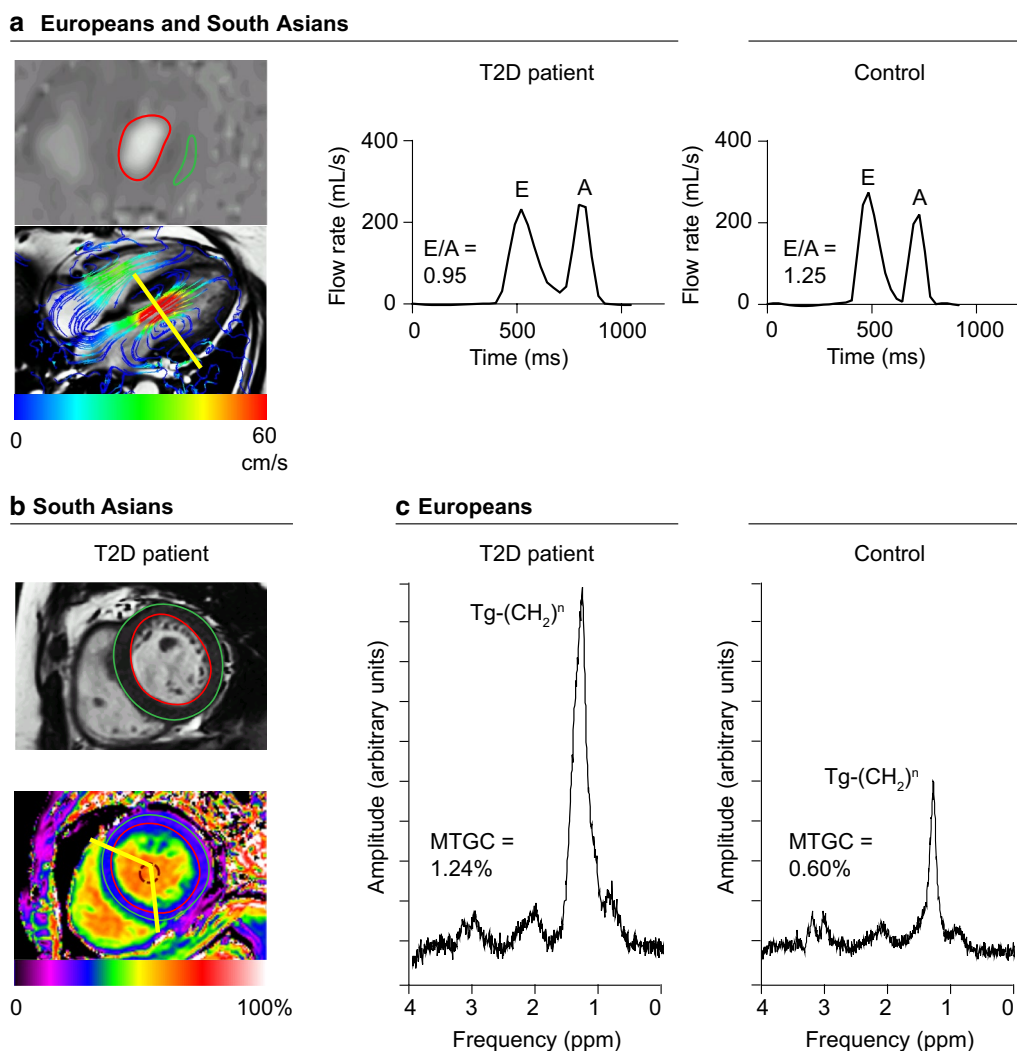 a Europeans and South Asians
T2D patient
Control
0
60
cm/s
Flow rate (mL/s)
400
200
0
E
A
E/A =
0.95
0
500
1000
Time (ms)
Flow rate (mL/s)
400
200
0
E
A
E/A =
1.25
0
500
1000
Time (ms)
b South Asians
T2D patient
0
100%
c Europeans
T2D patient
Control
Amplitude (arbitrary units)
Tg-(CH₂)ⁿ
MTGC =
1.24%
4
3
2
1
0
Frequency (ppm)
Amplitude (arbitrary units)
Tg-(CH₂)ⁿ
MTGC =
0.60%
4
3
2
1
0
Frequency (ppm)